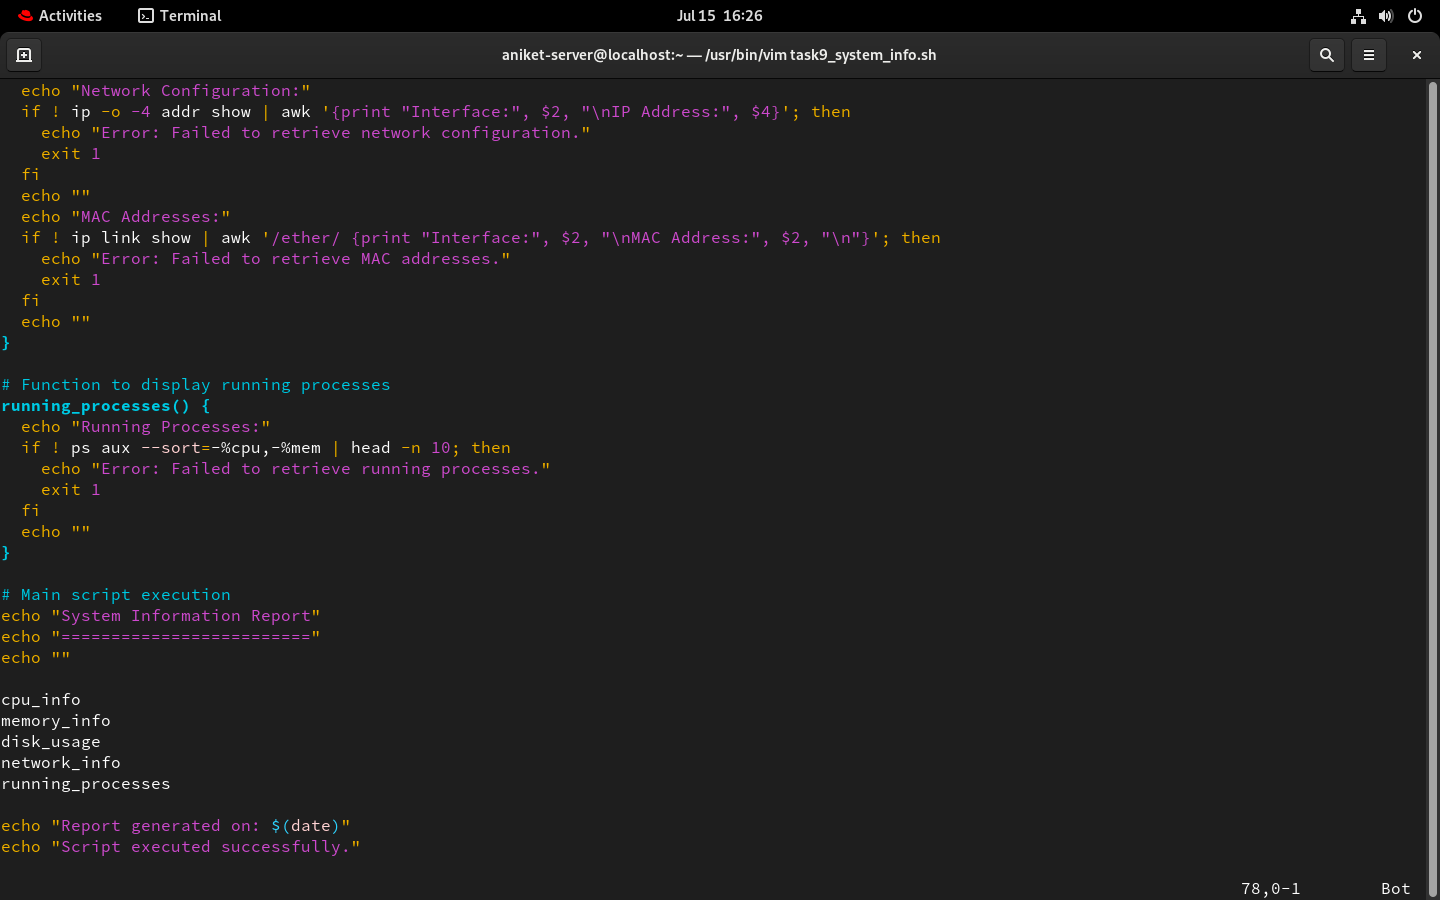 Activities Terminal Jul 15 16:26
aniket-server@localhost:~ — /usr/bin/vim task9_system_info.sh
  echo "Network Configuration:"
  if ! ip -o -4 addr show | awk '{print "Interface:", $2, "\nIP Address:", $4}'; then
    echo "Error: Failed to retrieve network configuration."
    exit 1
  fi
  echo ""
  echo "MAC Addresses:"
  if ! ip link show | awk '/ether/ {print "Interface:", $2, "\nMAC Address:", $2, "\n"}'; then
    echo "Error: Failed to retrieve MAC addresses."
    exit 1
  fi
  echo ""
}

# Function to display running processes
running_processes() {
  echo "Running Processes:"
  if ! ps aux --sort=-%cpu,-%mem | head -n 10; then
    echo "Error: Failed to retrieve running processes."
    exit 1
  fi
  echo ""
}

# Main script execution
echo "System Information Report"
echo "========================="
echo ""

cpu_info
memory_info
disk_usage
network_info
running_processes

echo "Report generated on: $(date)"
echo "Script executed successfully."
78,0-1 Bot